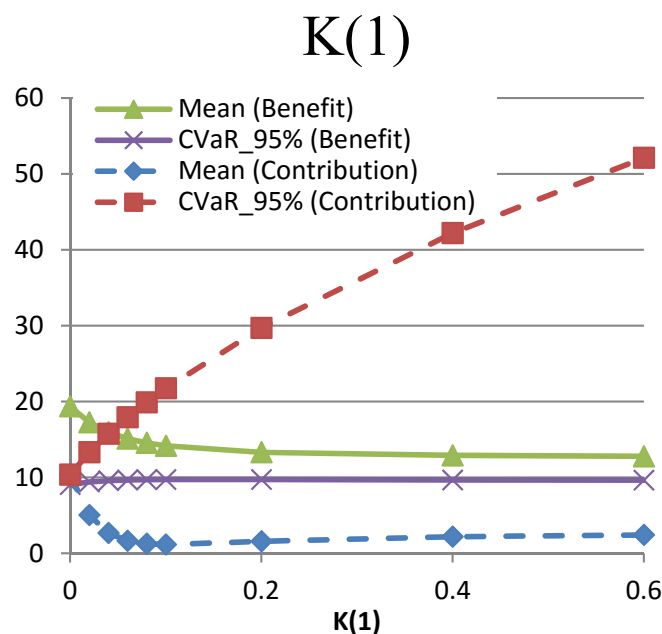 K(1)
60
50
40
30
20
10
0
Mean (Benefit)
CVaR_95% (Benefit)
Mean (Contribution)
CVaR_95% (Contribution)
0 0.2 0.4 0.6
K(1)